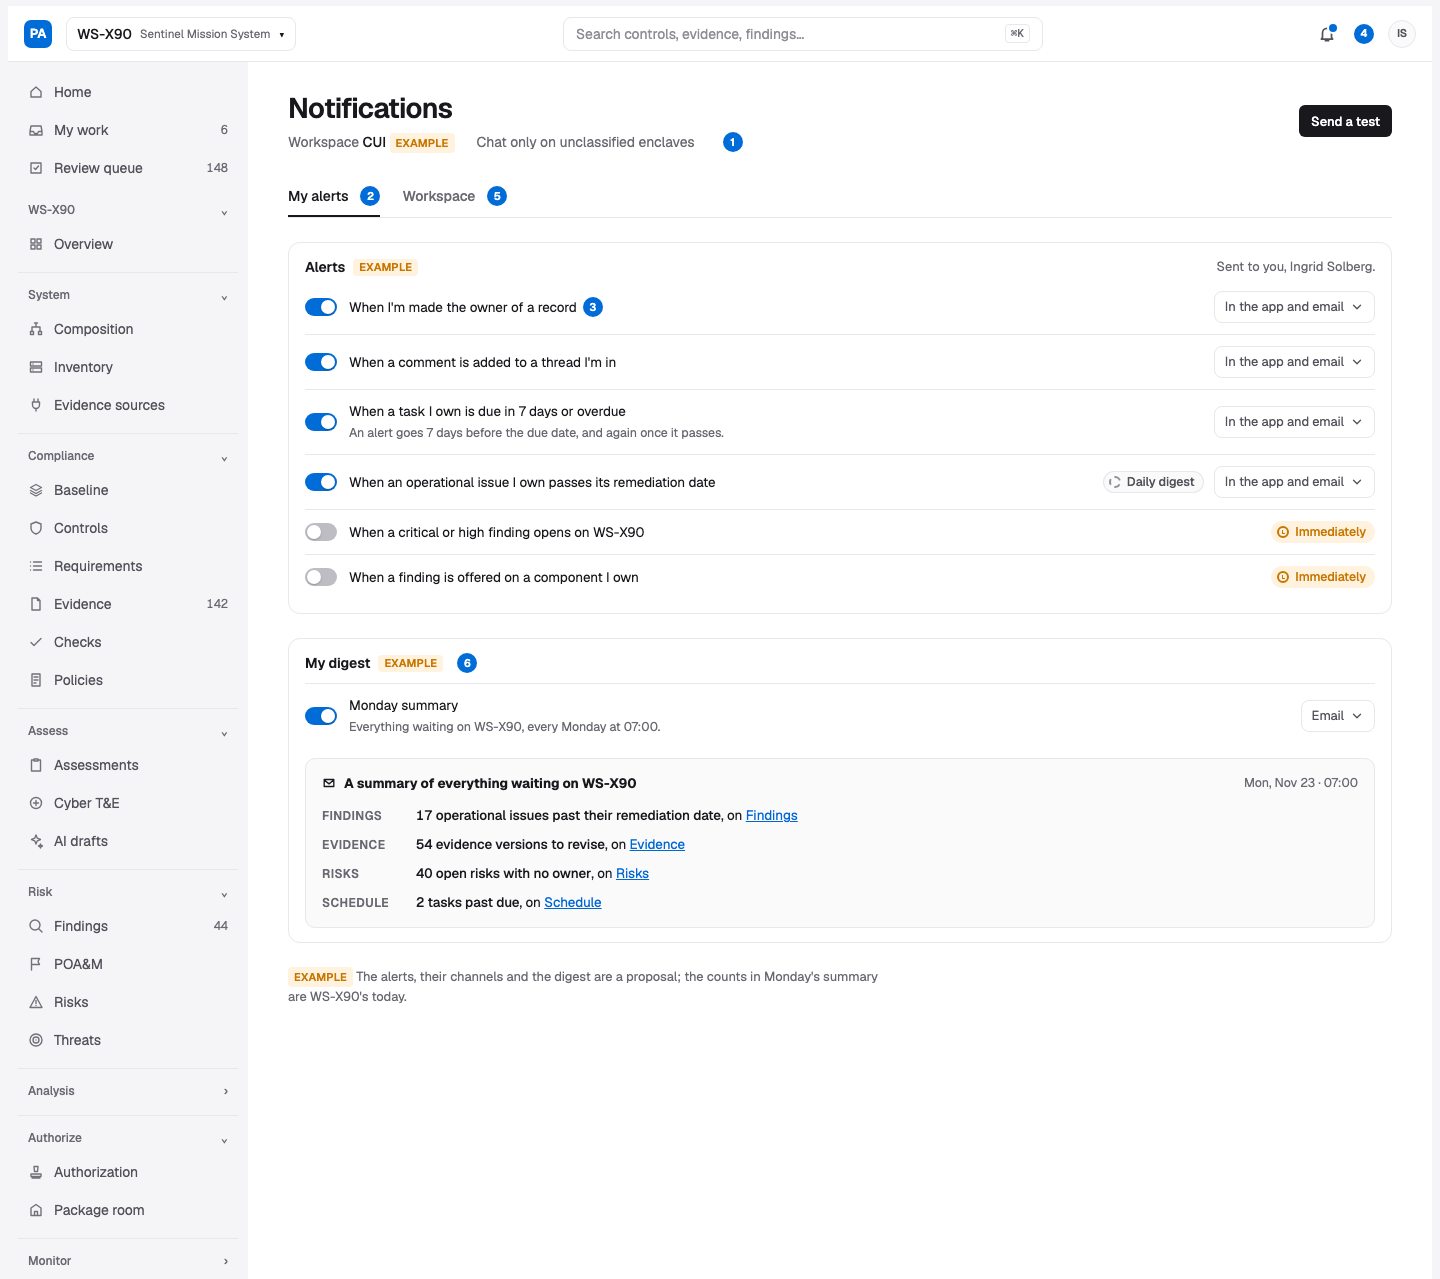 PA
WS-X90 Sentinel Mission System
Search controls, evidence, findings...
⌘K
4
IS
Home
My work 6
Review queue 148
WS-X90
Overview
System
Composition
Inventory
Evidence sources
Compliance
Baseline
Controls
Requirements
Evidence 142
Checks
Policies
Assess
Assessments
Cyber T&E
AI drafts
Risk
Findings 44
POA&M
Risks
Threats
Analysis
Authorize
Authorization
Package room
Monitor
Notifications
Workspace CUI EXAMPLE Chat only on unclassified enclaves 1
Send a test
My alerts 2 Workspace 5
Alerts EXAMPLE Sent to you, Ingrid Solberg.
When I'm made the owner of a record 3 In the app and email
When a comment is added to a thread I'm in In the app and email
When a task I own is due in 7 days or overdue In the app and email
An alert goes 7 days before the due date, and again once it passes.
When an operational issue I own passes its remediation date Daily digest In the app and email
When a critical or high finding opens on WS-X90 Immediately
When a finding is offered on a component I own Immediately
My digest EXAMPLE 6
Monday summary Email
Everything waiting on WS-X90, every Monday at 07:00.
A summary of everything waiting on WS-X90 Mon, Nov 23 · 07:00
FINDINGS 17 operational issues past their remediation date, on Findings
EVIDENCE 54 evidence versions to revise, on Evidence
RISKS 40 open risks with no owner, on Risks
SCHEDULE 2 tasks past due, on Schedule
EXAMPLE The alerts, their channels and the digest are a proposal; the counts in Monday's summary
are WS-X90's today.